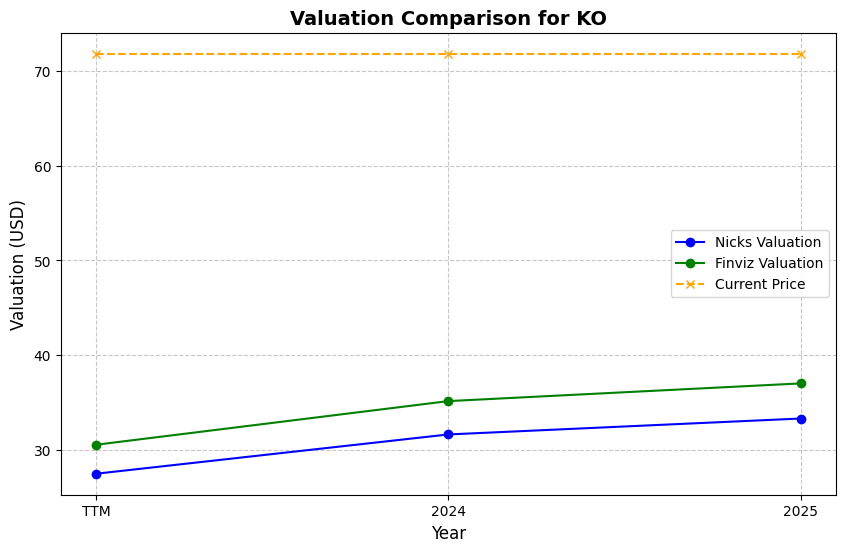 Valuation Comparison for KO
Valuation (USD)
70
60
50
40
30
Nicks Valuation
Finviz Valuation
Current Price
TTM
2024
2025
Year